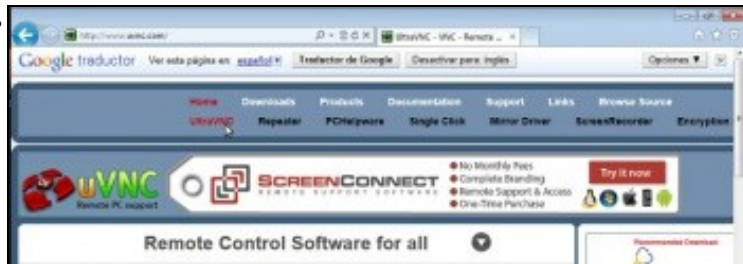 http://www.uvnc.com/
UltraVNC - VNC - Remote ...
Google traductor Ver esta página en: español Traductor de Google Desactivar para: inglés Opciones ▼
Home Downloads Products Documentation Support Links Browse Source
UltraVNC Repeater PCHelpware Single Click Mirror Driver ScreenRecorder Encryption
uVNC
Remote PC support
SCREENCONNECT
REMOTE SUPPORT SOFTWARE
No Monthly Fees
Complete Branding
Remote Support & Access
One-Time Purchase
Try it now
Remote Control Software for all
Recommended Download